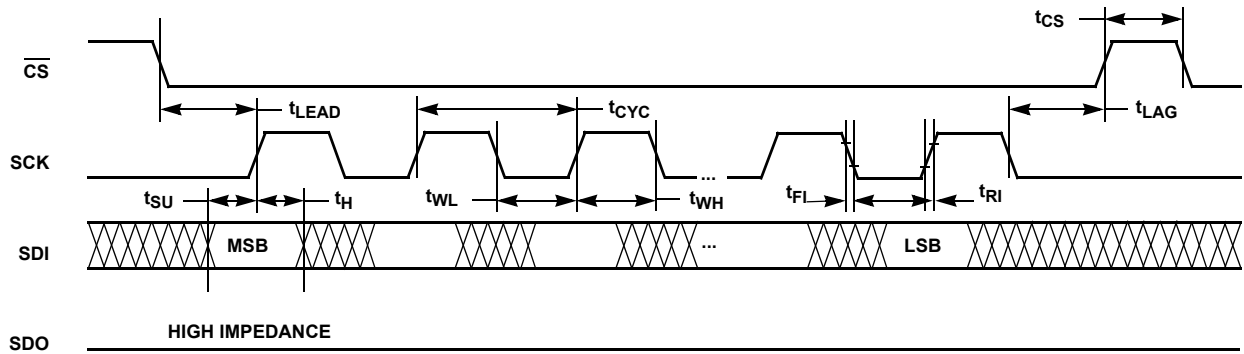 tCS
CS
tLEAD
tCYC
tLAG
SCK
...
tSU
tH
tWL
tWH
tFI
tRI
SDI
MSB
...
LSB
HIGH IMPEDANCE
SDO